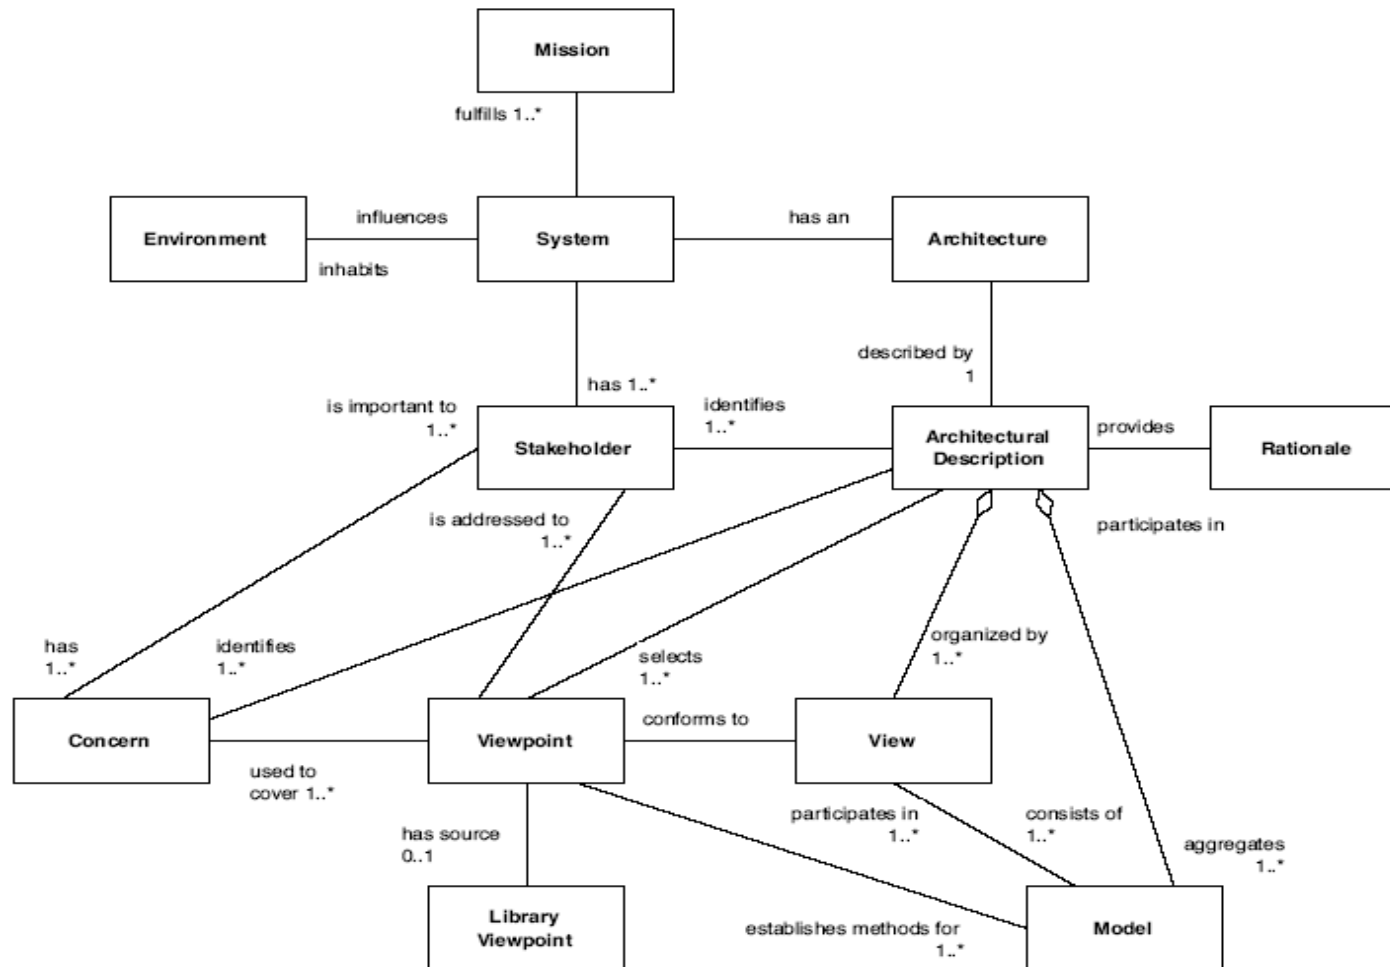 Mission
fulfills 1..*
influences
has an
Environment
System
Architecture
inhabits
described by
1
has 1..*
is important to
1..*
identifies
1..*
provides
Stakeholder
Architectural
Description
Rationale
is addressed to
1..*
participates in
has
1..*
identifies
1..*
selects
1..*
organized by
1..*
conforms to
Concern
Viewpoint
View
used to
cover 1..*
has source
0..1
participates in
1..*
consists of
1..*
aggregates
1..*
Library
Viewpoint
establishes methods for
1..*
Model